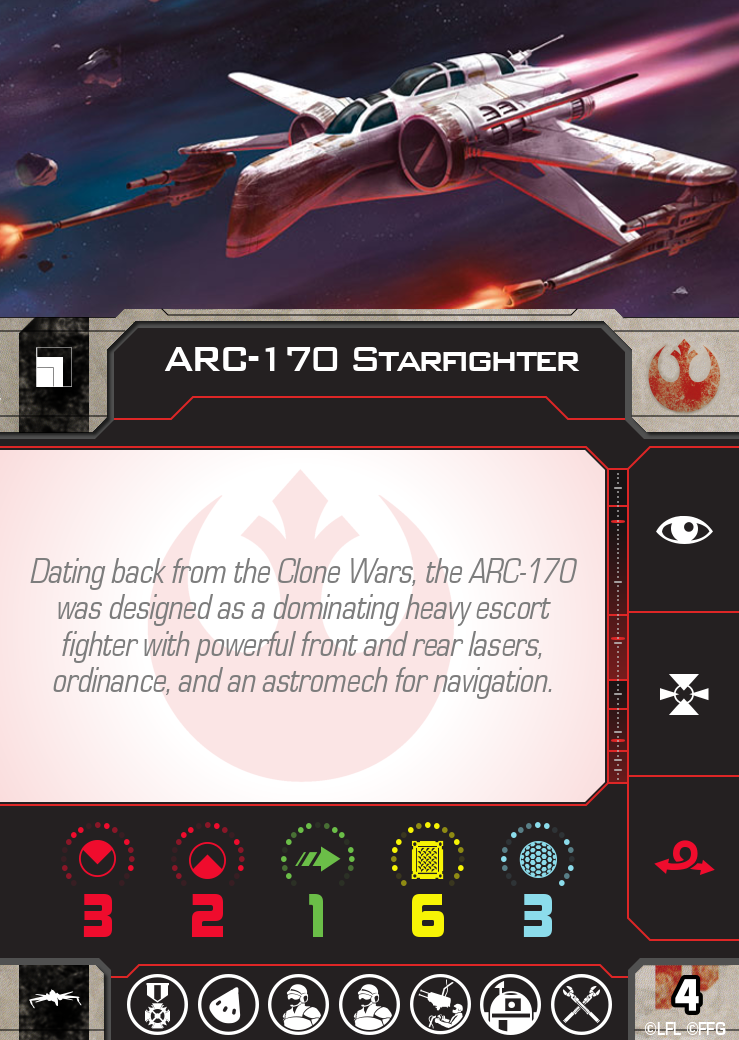 ARC-170 STARFIGHTER
Dating back from the Clone Wars, the ARC-170
was designed as a dominating heavy escort
fighter with powerful front and rear lasers,
ordinance, and an astromech for navigation.
3 2 1 6 3
4
©LFL ©FFG